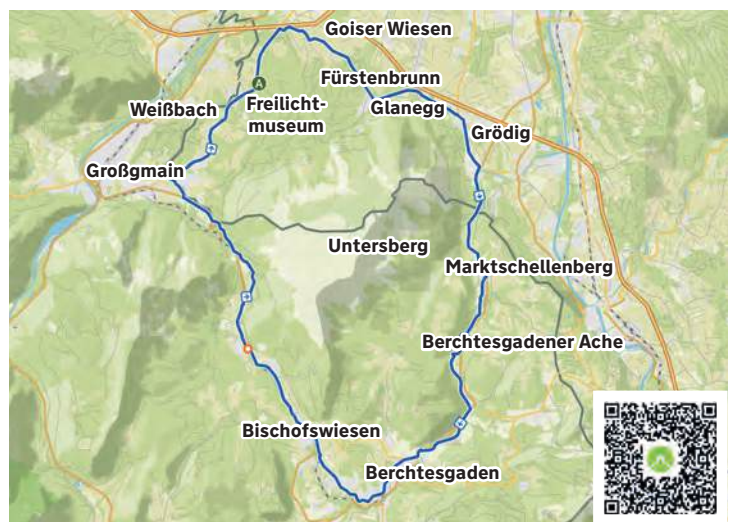 Goiser Wiesen
Fürstenbrunn
A
Freilicht-
museum
Glanegg
Weißbach
Grödig
Großgmain
Untersberg
Marktschellenberg
Berchtesgadener Ache
Bischofswiesen
Berchtesgaden